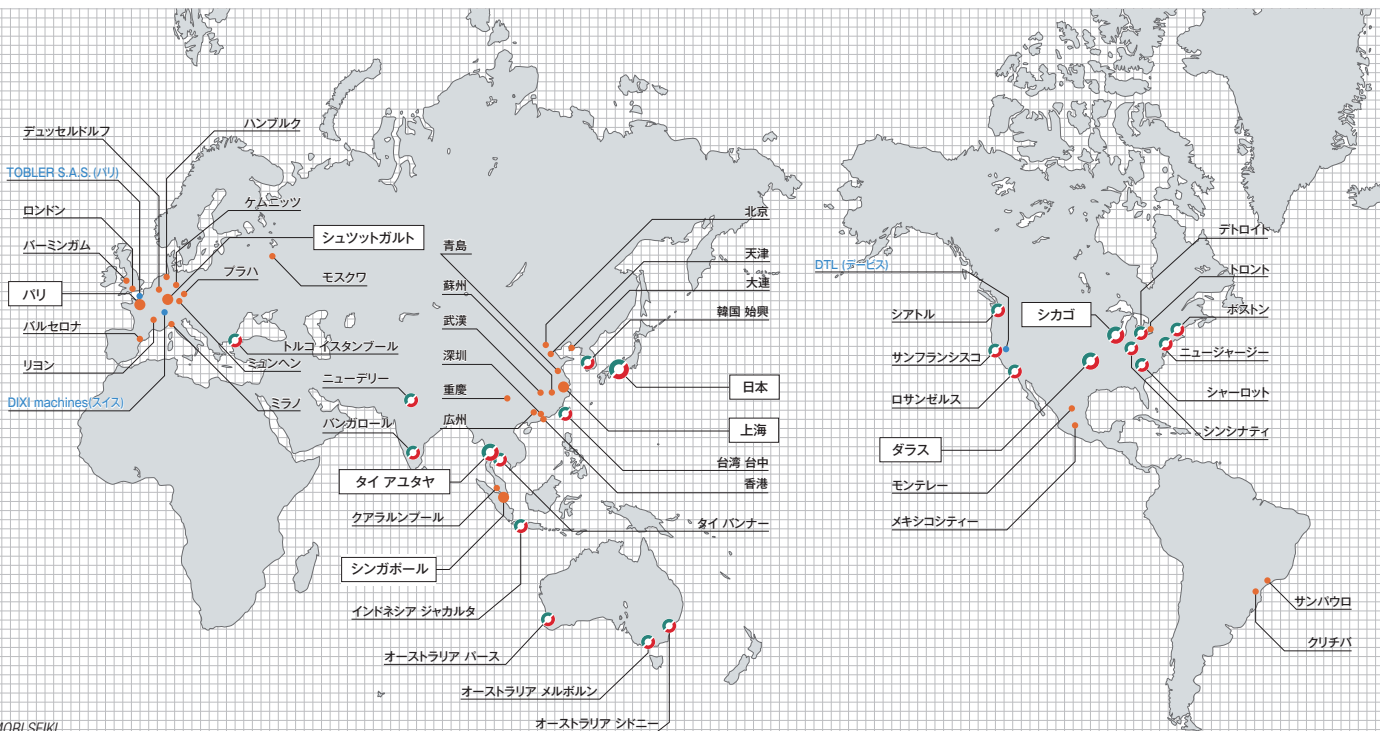 デュッセルドルフ
ハンブルク
TOBLER S.A.S. (パリ)
ロンドン
ケムニッツ
バーミンガム
シュツットガルト
パリ
プラハ
モスクワ
バルセロナ
トルコ イスタンブール
リヨン
ミュンヘン
DIXI machines(スイス)
ミラノ
ニューデリー
バンガロール
タイ アユタヤ
クアラルンプール
シンガポール
インドネシア ジャカルタ
オーストラリア パース
オーストラリア メルボルン
オーストラリア シドニー
青島
蘇州
武漢
深圳
重慶
広州
北京
天津
大連
韓国 始興
日本
上海
台湾 台中
香港
タイ バンナー
DTL (デービス)
シアトル
サンフランシスコ
ロサンゼルス
シカゴ
ダラス
モンテレー
メキシコシティー
デトロイト
トロント
ボストン
ニュージャージー
シャーロット
シンシナティ
サンパウロ
クリチバ
MORI SEIKI